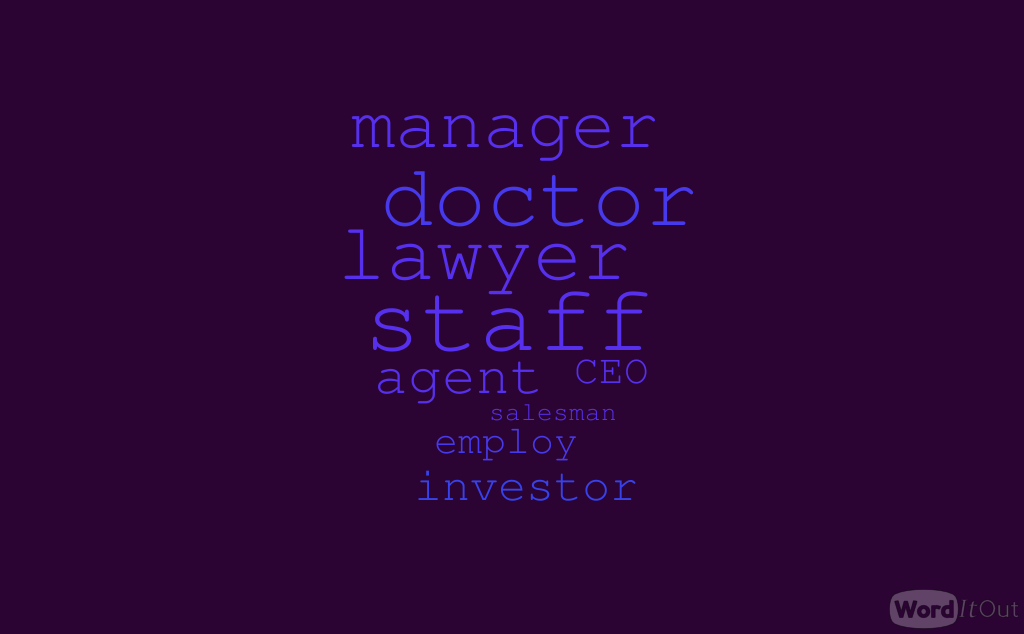 manager
doctor
lawyer
staff
agent CEO
salesman
employ
investor
WordItOut